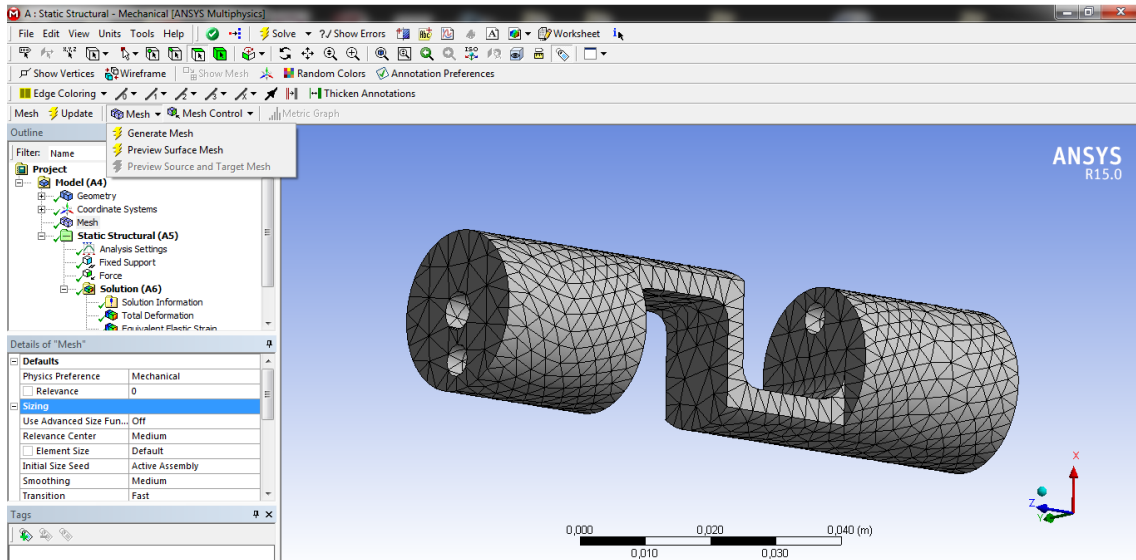 A : Static Structural - Mechanical [ANSYS Multiphysics]
File Edit View Units Tools Help Solve ?/ Show Errors Worksheet
Show Vertices Wireframe Show Mesh Random Colors Annotation Preferences
Edge Coloring Thicken Annotations
Mesh Update Mesh Mesh Control Metric Graph
Outline
Generate Mesh
Filter: Name
Preview Surface Mesh
Preview Source and Target Mesh
Project
Model (A4)
Geometry
Coordinate Systems
Mesh
Static Structural (A5)
Analysis Settings
Fixed Support
Force
Solution (A6)
Solution Information
Total Deformation
Equivalent Elastic Strain
Details of "Mesh"
Defaults
Physics Preference Mechanical
Relevance 0
Sizing
Use Advanced Size Fun... Off
Relevance Center Medium
Element Size Default
Initial Size Seed Active Assembly
Smoothing Medium
Transition Fast
Tags
ANSYS
R15.0
X
Z
Y
0,000 0,020 0,040 (m)
0,010 0,030